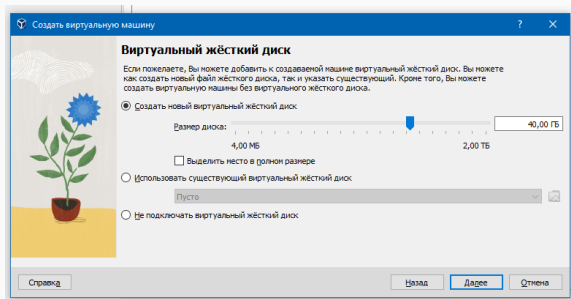 Создать виртуальную машину
Виртуальный жёсткий диск
Если пожелаете, Вы можете добавить к создаваемой машине виртуальный жёсткий диск. Вы можете
как создать новый файл жёсткого диска, так и указать существующий. Кроме того, Вы можете
создать виртуальную машину без виртуального жёсткого диска.
Создать новый виртуальный жёсткий диск
Размер диска:
40,00 ГБ
4,00 МБ 2,00 ТБ
Выделить место в полном размере
Использовать существующий виртуальный жёсткий диск
Пусто
Не подключать виртуальный жёсткий диск
Справка Назад Далее Отмена